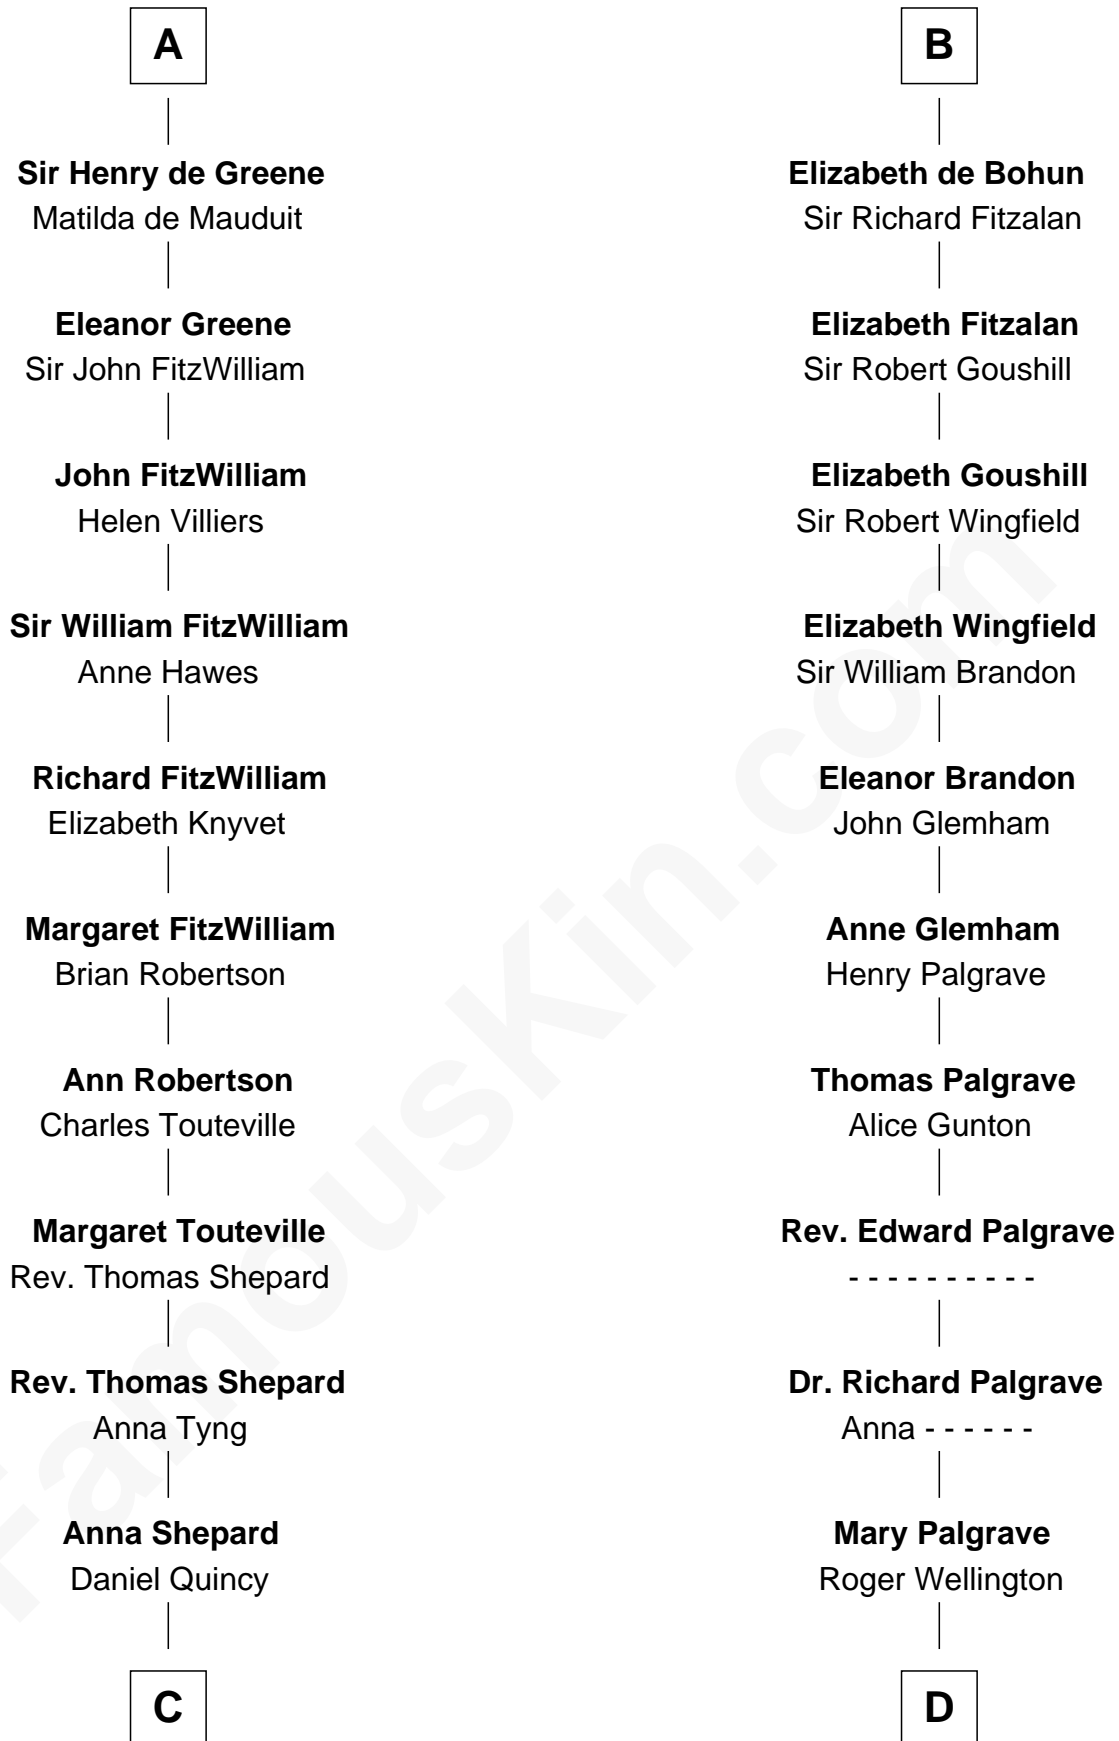 A
Sir Henry de Greene
Matilda de Mauduit
Eleanor Greene
Sir John FitzWilliam
John FitzWilliam
Helen Villiers
Sir William FitzWilliam
Anne Hawes
Richard FitzWilliam
Elizabeth Knyvet
Margaret FitzWilliam
Brian Robertson
Ann Robertson
Charles Touteville
Margaret Touteville
Rev. Thomas Shepard
Rev. Thomas Shepard
Anna Tyng
Anna Shepard
Daniel Quincy
C
B
Elizabeth de Bohun
Sir Richard Fitzalan
Elizabeth Fitzalan
Sir Robert Goushill
Elizabeth Goushill
Sir Robert Wingfield
Elizabeth Wingfield
Sir William Brandon
Eleanor Brandon
John Glemham
Anne Glemham
Henry Palgrave
Thomas Palgrave
Alice Gunton
Rev. Edward Palgrave
- - - - - - - - - -
Dr. Richard Palgrave
Anna - - - - - -
Mary Palgrave
Roger Wellington
D
FamousKin.com